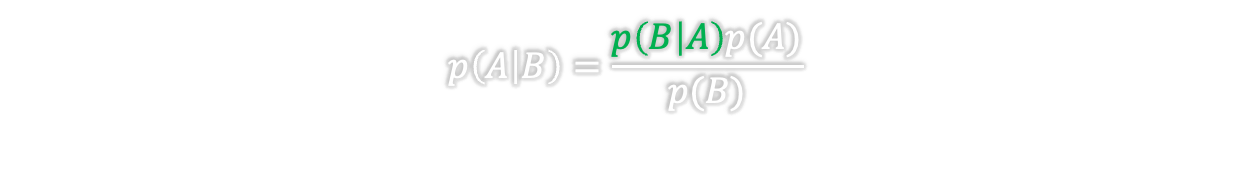 p(A|B) = p(B|A)p(A) / p(B)